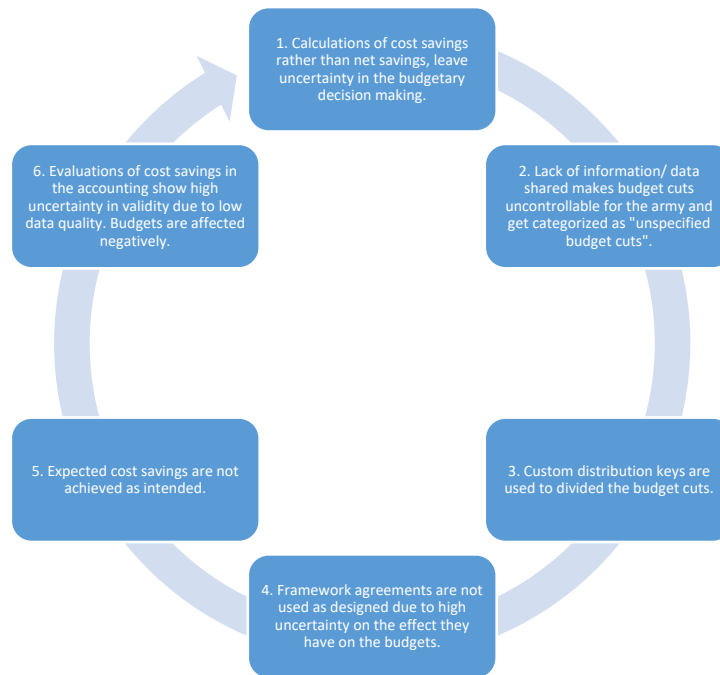 1. Calculations of cost savings
rather than net savings, leave
uncertainty in the budgetary
decision making.
2. Lack of information/ data
shared makes budget cuts
uncontrollable for the army and
get categorized as "unspecified
budget cuts".
3. Custom distribution keys are
used to divided the budget cuts.
4. Framework agreements are not
used as designed due to high
uncertainty on the effect they
have on the budgets.
5. Expected cost savings are not
achieved as intended.
6. Evaluations of cost savings in
the accounting show high
uncertainty in validity due to low
data quality. Budgets are affected
negatively.